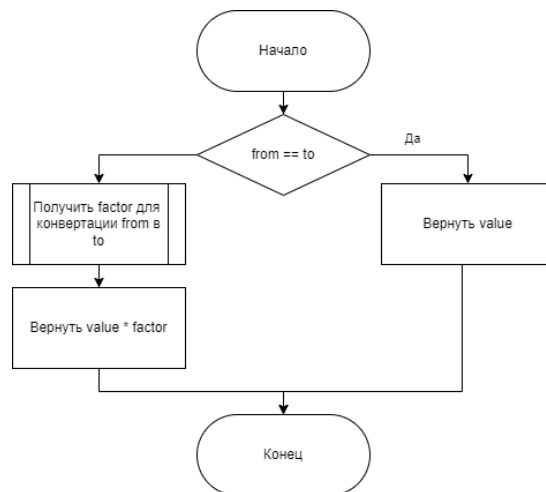 Начало
from == to
Да
Получить factor для
конвертации from в
to
Вернуть value
Вернуть value * factor
Конец